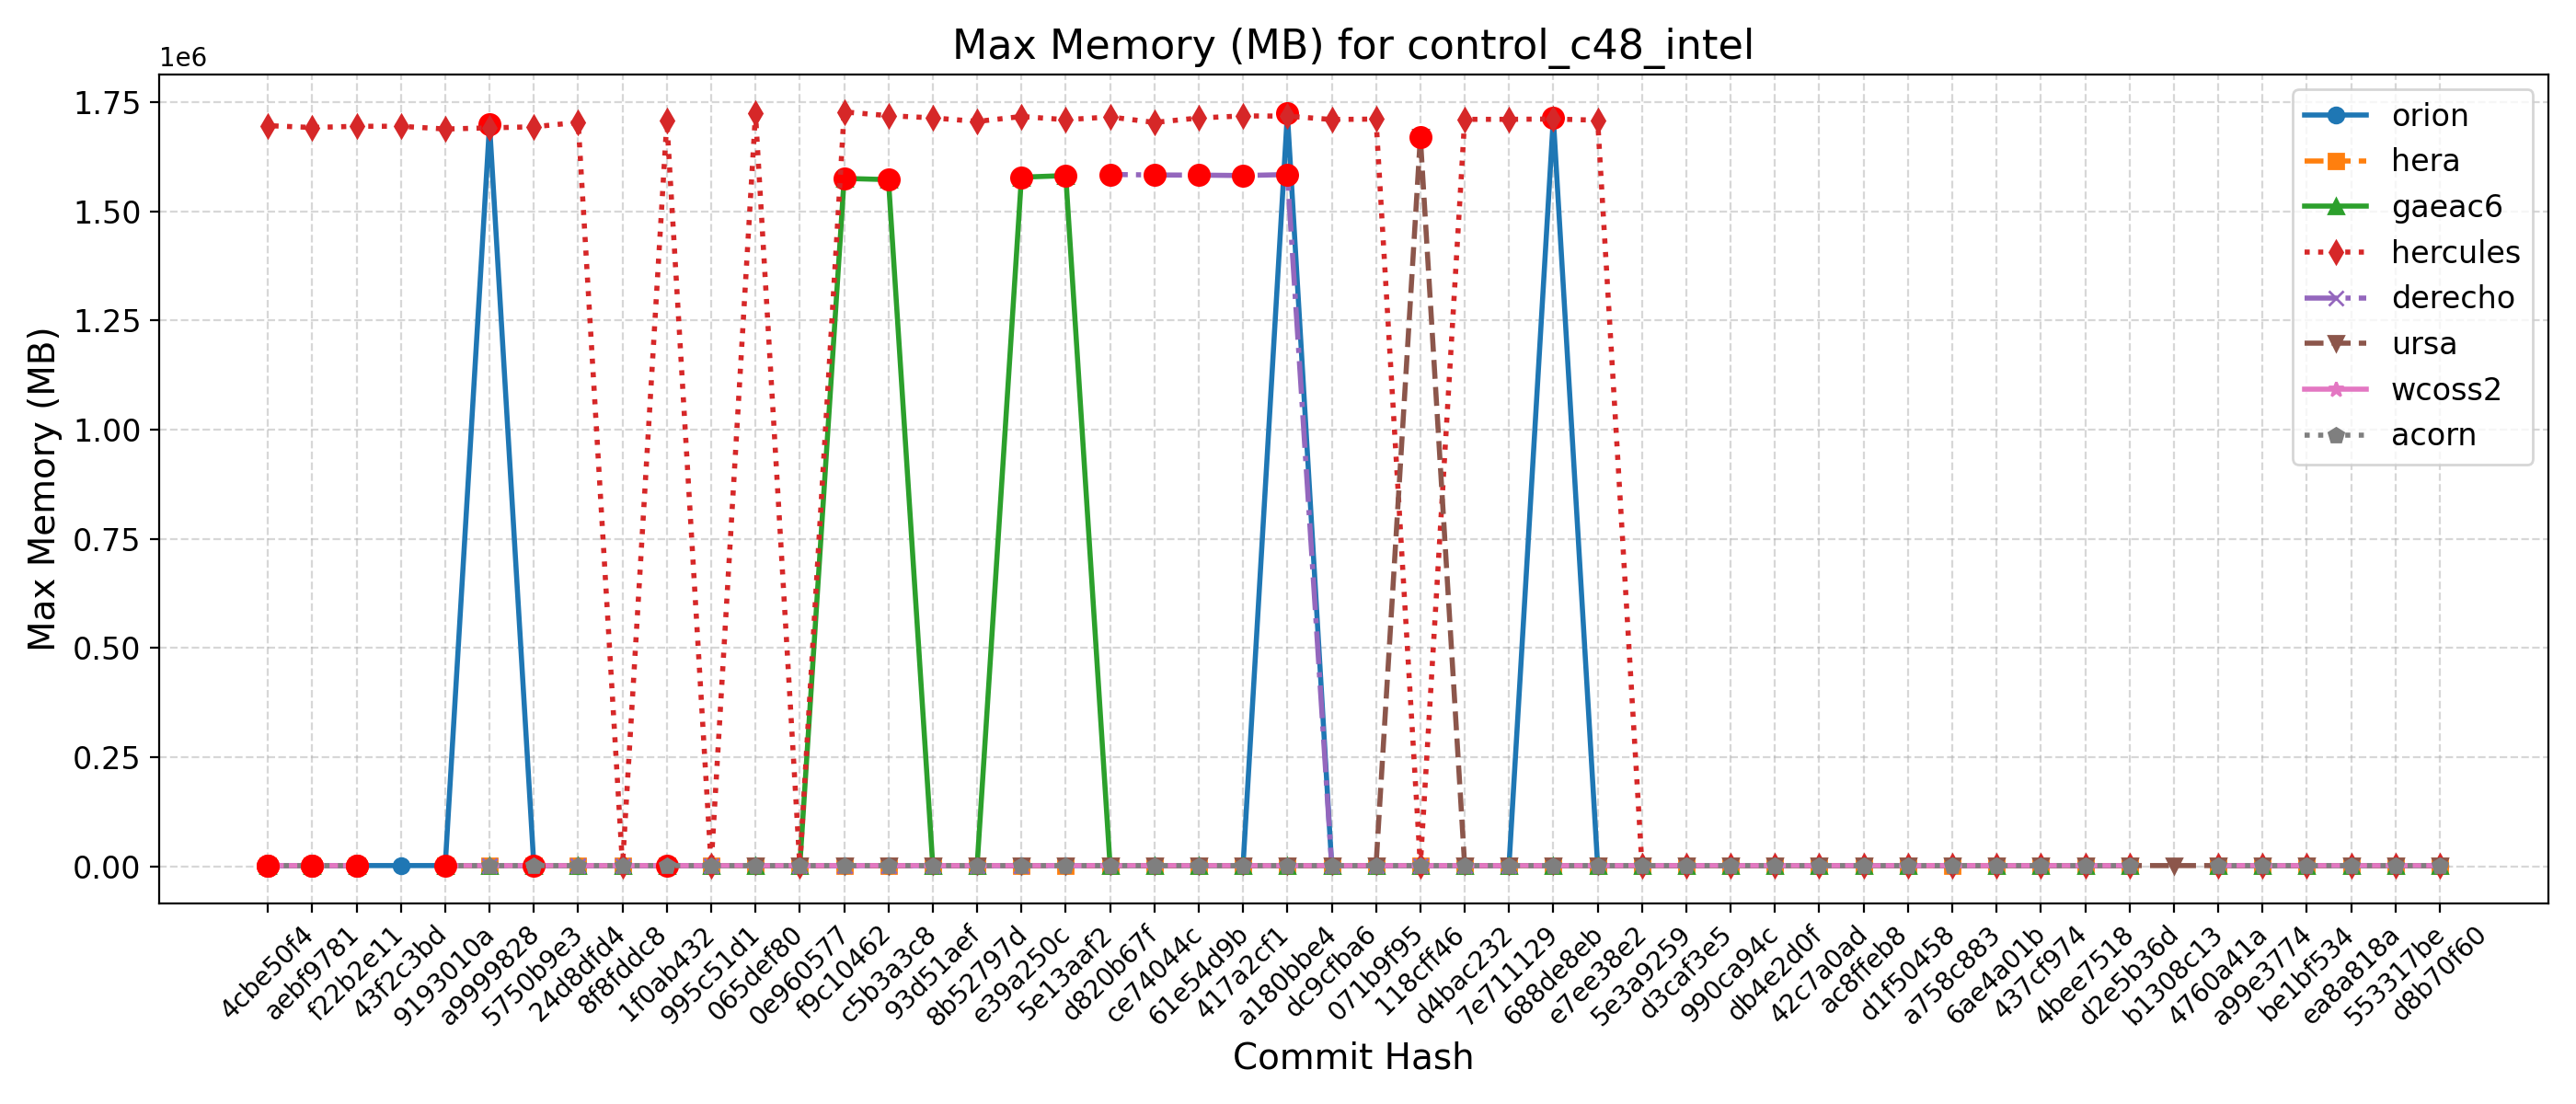 Max Memory (MB) for control_c48_intel
1e6
1.75
1.50
1.25
1.00
0.75
0.50
0.25
0.00
Max Memory (MB)
orion
hera
gaeac6
hercules
derecho
ursa
wcoss2
acorn
4cbe50f4
aebf9781
f22b2e11
43f2c3bd
9193010a
a9999828
5750b9e3
24d8dfd4
8f8fddc8
1f0ab432
995c51d1
065def80
0e960577
f9c10462
c5b3a3c8
93d51aef
8b52797d
e39a250c
5e13aaf2
d820b67f
ce74044c
61e54d9b
417a2cf1
a180bbe4
dc9cfba6
071b9f95
118cff46
d4bac232
7e711129
688de8eb
e7ee38e2
5e3a9259
d3caf3e5
990ca94c
db4e2d0f
42c7a0ad
ac8ffeb8
d1f50458
a758c883
6ae4a01b
437cf974
4bee7518
d2e5b36d
b1308c13
4760a41a
a99e3774
be1bf534
ea8a818a
553317be
d8b70f60
Commit Hash